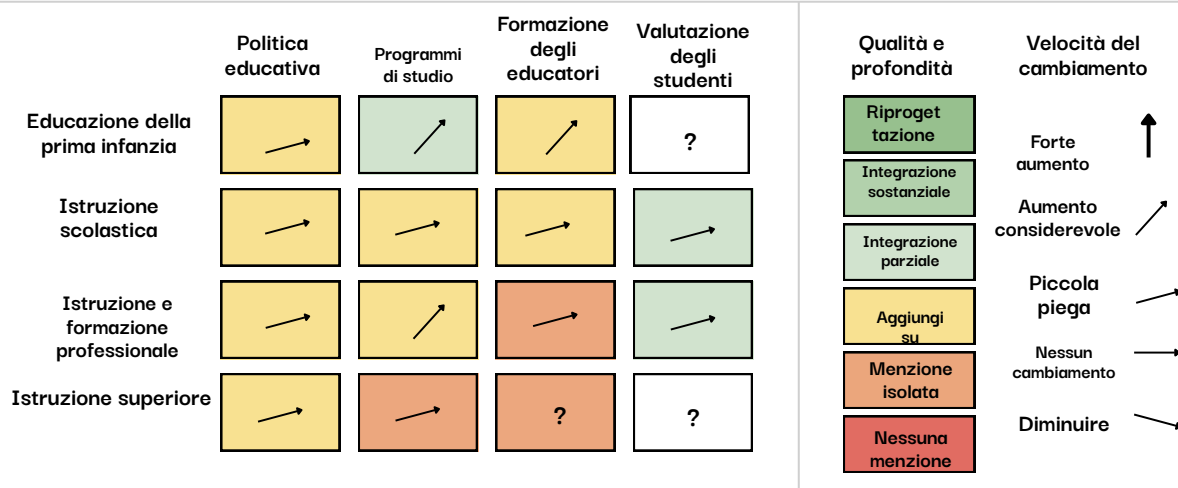 Politica
educativa
Programmi
di studio
Formazione
degli
educatori
Valutazione
degli
studenti
Educazione della
prima infanzia
?
Istruzione
scolastica
Istruzione e
formazione
professionale
Istruzione superiore
?
?
Qualità e
profondità
Riproget
tazione
Integrazione
sostanziale
Integrazione
parziale
Aggiungi
su
Menzione
isolata
Nessuna
menzione
Velocità del
cambiamento
Forte
aumento
Aumento
considerevole
Piccola
piega
Nessun
cambiamento
Diminuire